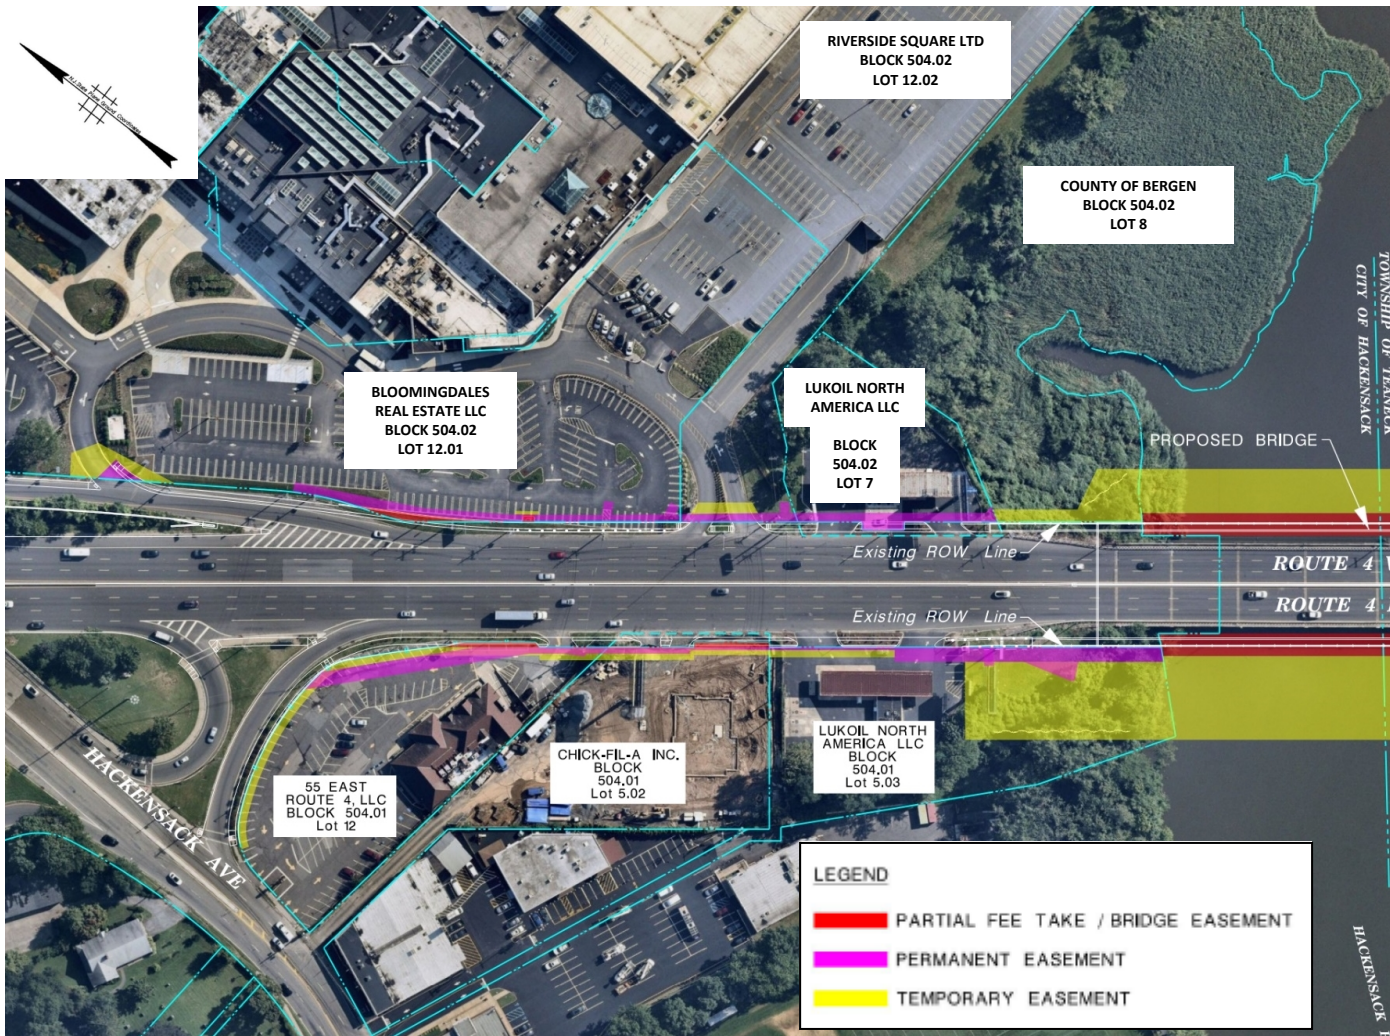 N.J. State Plane Ground Coordinates
RIVERSIDE SQUARE LTD
BLOCK 504.02
LOT 12.02
COUNTY OF BERGEN
BLOCK 504.02
LOT 8
TOWNSHIP OF TEANECK
CITY OF HACKENSACK
BLOOMINGDALES
REAL ESTATE LLC
BLOCK 504.02
LOT 12.01
LUKOIL NORTH
AMERICA LLC
BLOCK
504.02
LOT 7
PROPOSED BRIDGE
Existing ROW Line
ROUTE 4
ROUTE 4
Existing ROW Line
HACKENSACK AVE
55 EAST
ROUTE 4, LLC
BLOCK 504.01
Lot 12
CHICK-FIL-A INC.
BLOCK
504.01
Lot 5.02
LUKOIL NORTH
AMERICA LLC
BLOCK
504.01
Lot 5.03
LEGEND
PARTIAL FEE TAKE / BRIDGE EASEMENT
PERMANENT EASEMENT
TEMPORARY EASEMENT
HACKENSACK